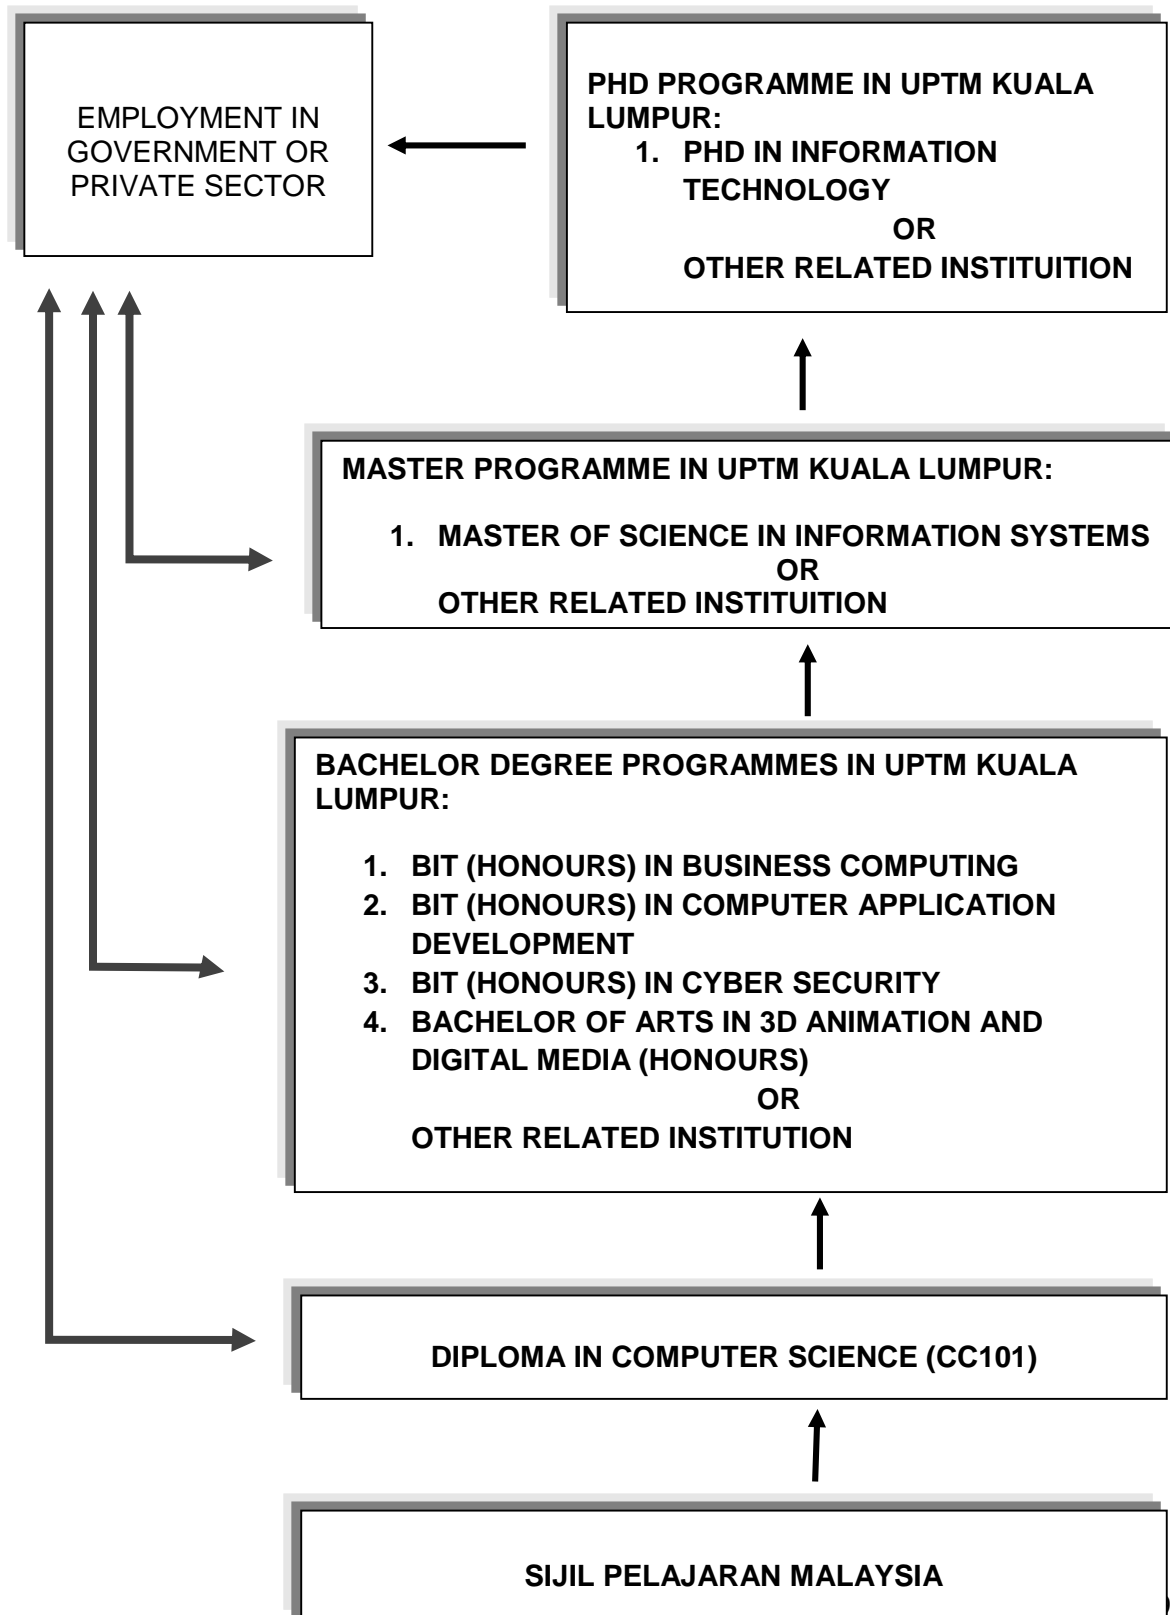 EMPLOYMENT IN
GOVERNMENT OR
PRIVATE SECTOR
PHD PROGRAMME IN UPTM KUALA
LUMPUR:
1. PHD IN INFORMATION
TECHNOLOGY
OR
OTHER RELATED INSTITUITION
MASTER PROGRAMME IN UPTM KUALA LUMPUR:
1. MASTER OF SCIENCE IN INFORMATION SYSTEMS
OR
OTHER RELATED INSTITUITION
BACHELOR DEGREE PROGRAMMES IN UPTM KUALA
LUMPUR:
1. BIT (HONOURS) IN BUSINESS COMPUTING
2. BIT (HONOURS) IN COMPUTER APPLICATION
DEVELOPMENT
3. BIT (HONOURS) IN CYBER SECURITY
4. BACHELOR OF ARTS IN 3D ANIMATION AND
DIGITAL MEDIA (HONOURS)
OR
OTHER RELATED INSTITUTION
DIPLOMA IN COMPUTER SCIENCE (CC101)
SIJIL PELAJARAN MALAYSIA